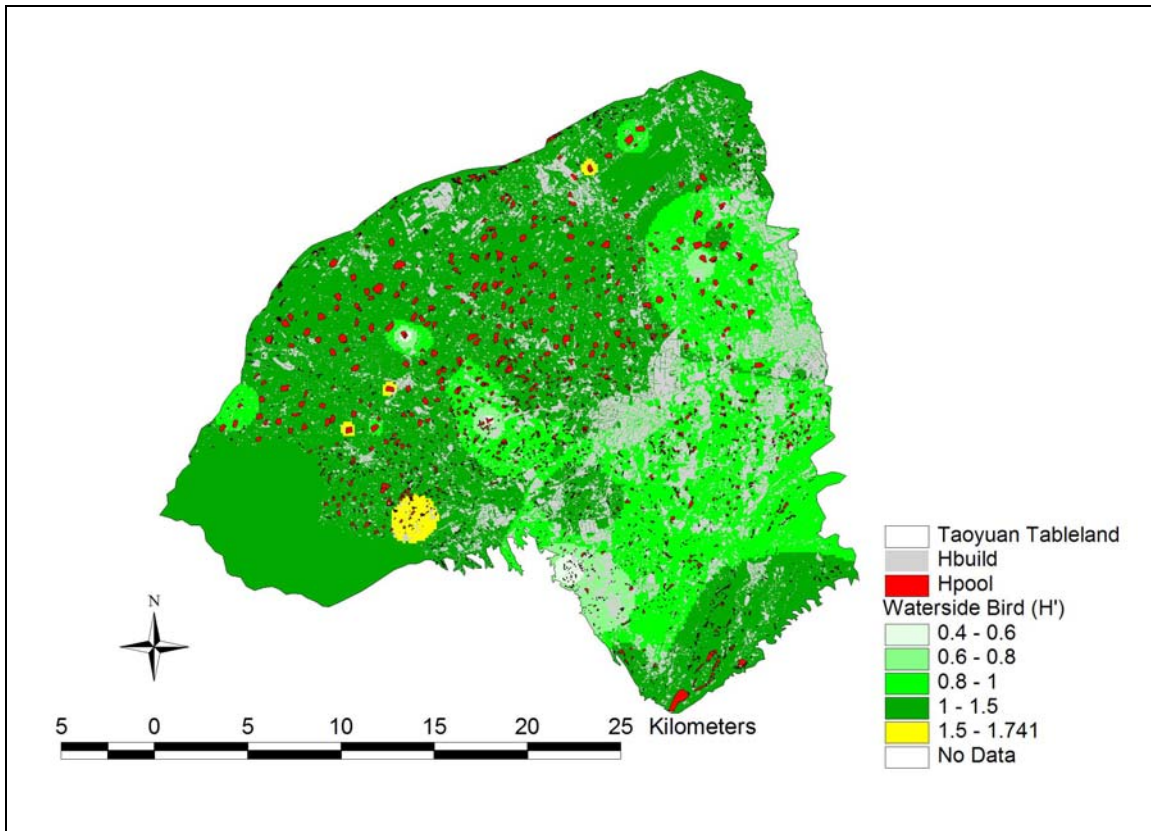 N
5 0 5 10 15 20 25 Kilometers
Taoyuan Tableland
Hbuild
Hpool
Waterside Bird (H')
0.4 - 0.6
0.6 - 0.8
0.8 - 1
1 - 1.5
1.5 - 1.741
No Data